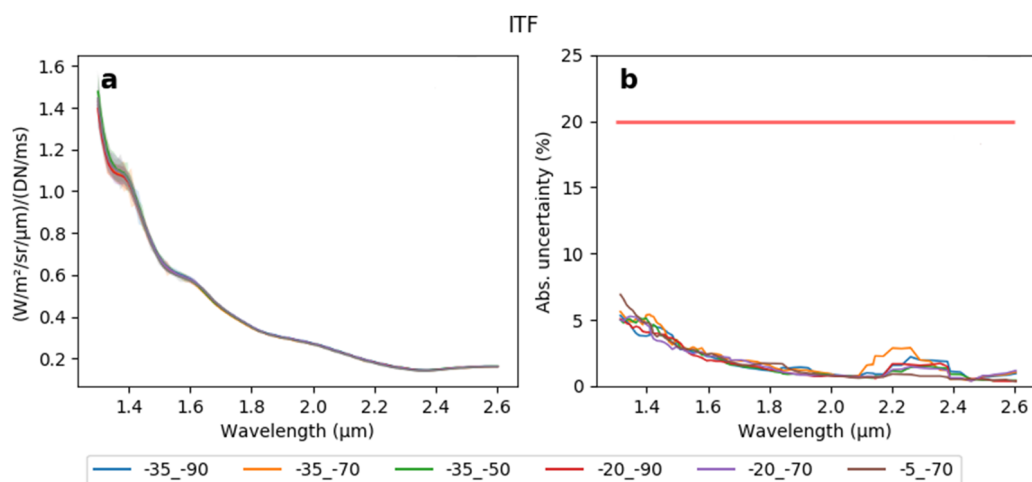 ITF
a
1.6
1.4
1.2
1.0
0.8
0.6
0.4
0.2
(W/m²/sr/μm)/(DN/ms)
1.4 1.6 1.8 2.0 2.2 2.4 2.6
Wavelength (μm)
b
25
20
15
10
5
0
Abs. uncertainty (%)
1.4 1.6 1.8 2.0 2.2 2.4 2.6
Wavelength (μm)
-35_-90 -35_-70 -35_-50 -20_-90 -20_-70 -5_-70